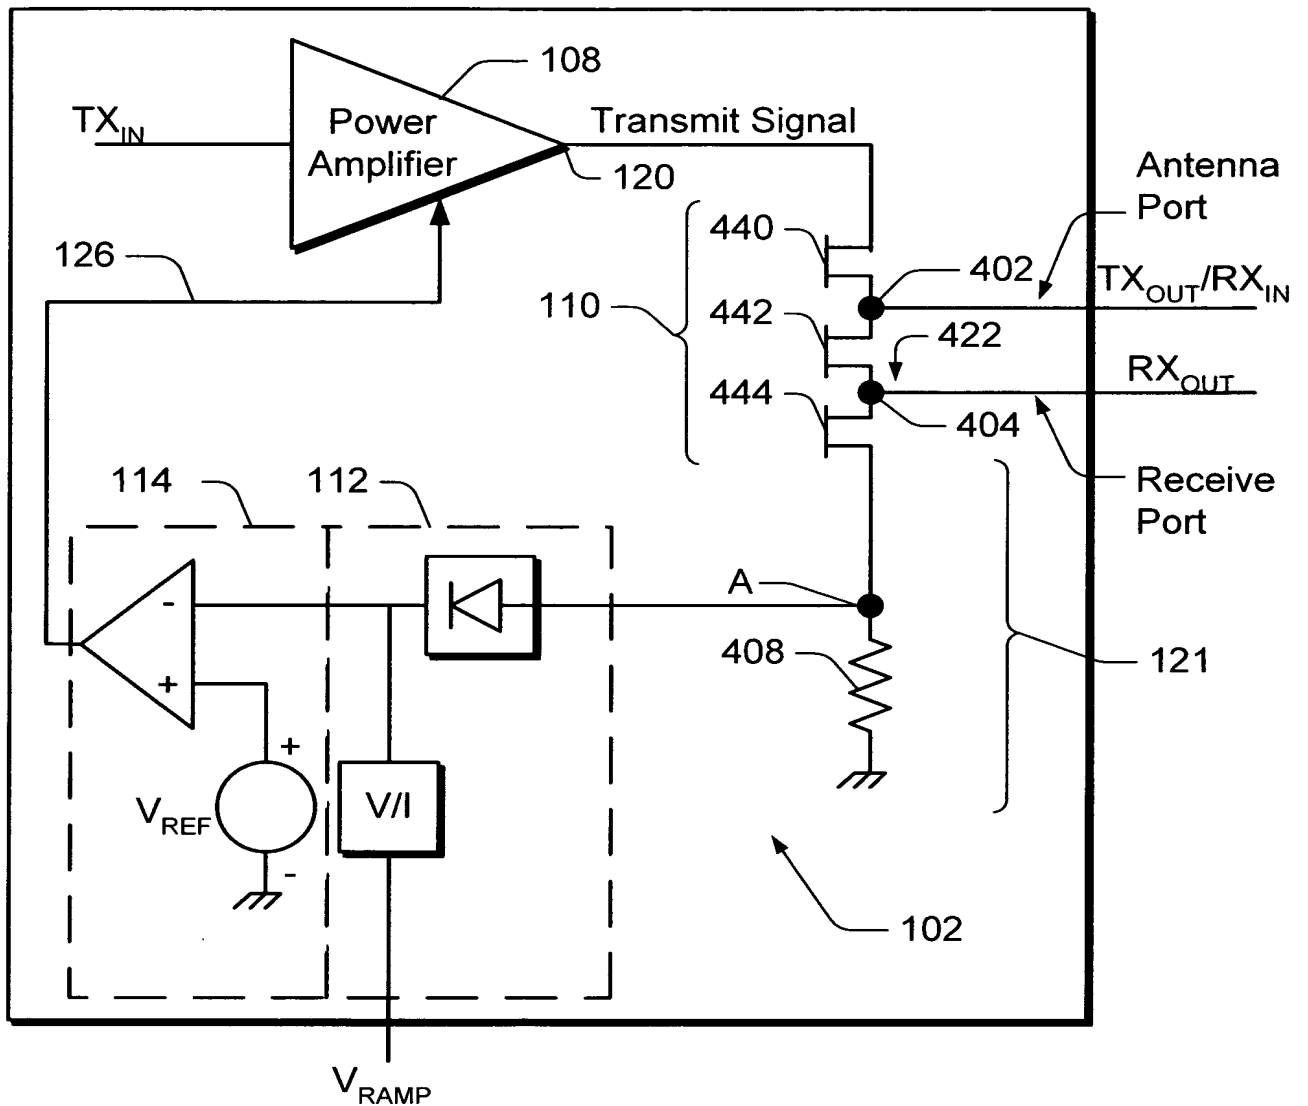 108
TX_IN
Power
Amplifier
Transmit Signal
120
Antenna
Port
126
440
402
TX_OUT/RX_IN
110
442
422
RX_OUT
444
404
114
112
Receive
Port
-
A
408
121
+
+
V_REF
V/I
-
102
V_RAMP